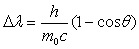 Δλ = h/(m₀c) (1-cosθ)